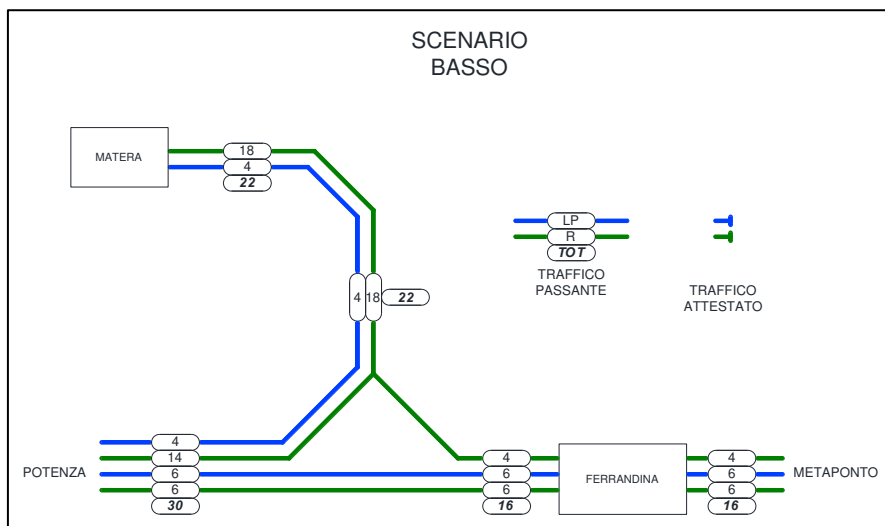 SCENARIO
BASSO
MATERA
18
4
22
LP
R
TOT
TRAFFICO
PASSANTE
TRAFFICO
ATTESTATO
4 18 22
POTENZA
4
14
6
6
30
4
6
6
16
FERRANDINA
4
6
6
16
METAPONTO